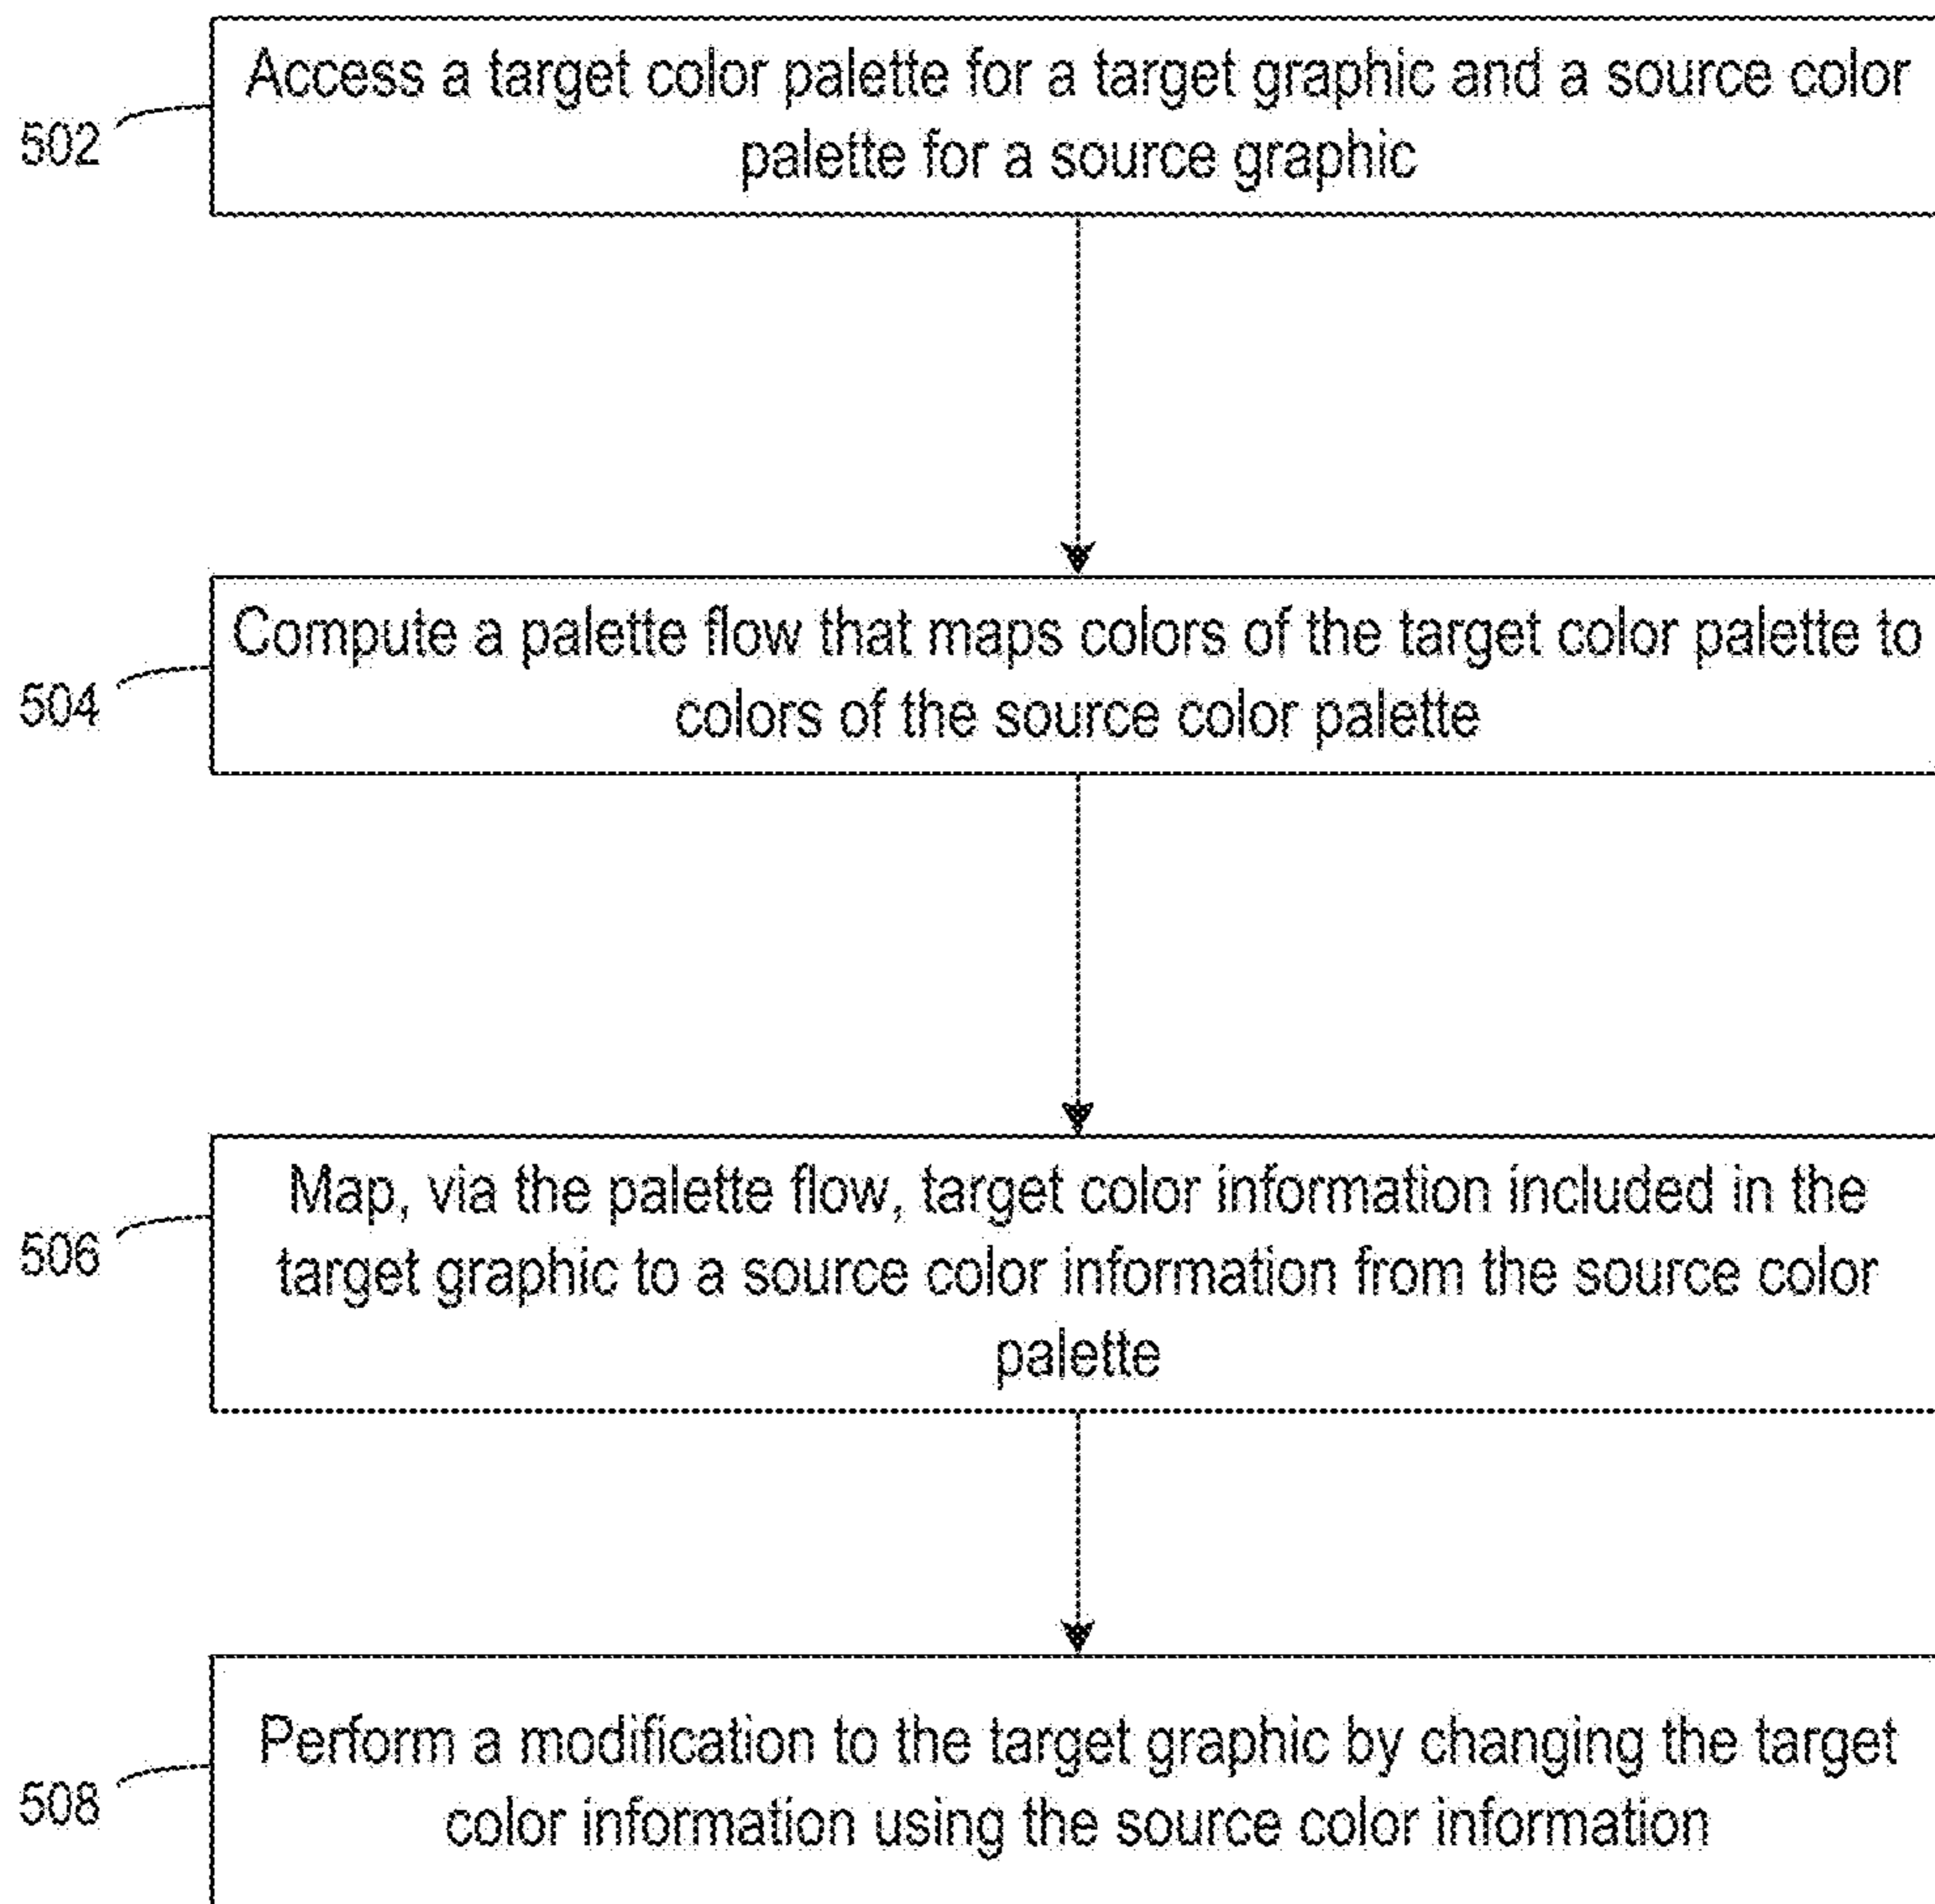 Access a target color palette for a target graphic and a source color
palette for a source graphic
502
Compute a palette flow that maps colors of the target color palette to
colors of the source color palette
504
Map, via the palette flow, target color information included in the
target graphic to a source color information from the source color
palette
506
Perform a modification to the target graphic by changing the target
color information using the source color information
508